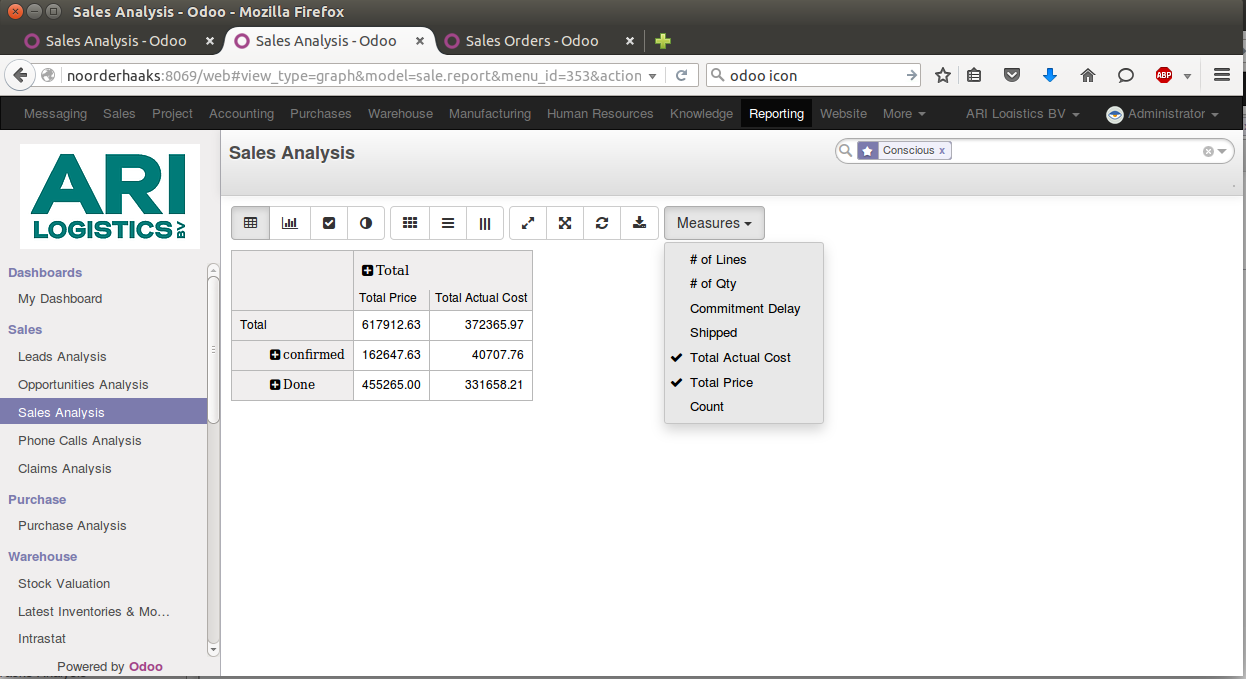 Sales Analysis - Odoo - Mozilla Firefox
Sales Analysis - Odoo
Sales Analysis - Odoo
Sales Orders - Odoo
noorderhaaks:8069/web#view_type=graph&model=sale.report&menu_id=353&action
odoo icon
ABP
Messaging Sales Project Accounting Purchases Warehouse Manufacturing Human Resources Knowledge Reporting Website More ARI Logistics BV Administrator
ARI
LOGISTICS BV
Sales Analysis
Conscious x
Dashboards
My Dashboard
Sales
Leads Analysis
Opportunities Analysis
Sales Analysis
Phone Calls Analysis
Claims Analysis
Purchase
Purchase Analysis
Warehouse
Stock Valuation
Latest Inventories & Mo...
Intrastat
Powered by Odoo
Measures
# of Lines
# of Qty
Commitment Delay
Shipped
Total Actual Cost
Total Price
Count
Total
Total Price Total Actual Cost
Total 617912.63 372365.97
confirmed 162647.63 40707.76
Done 455265.00 331658.21